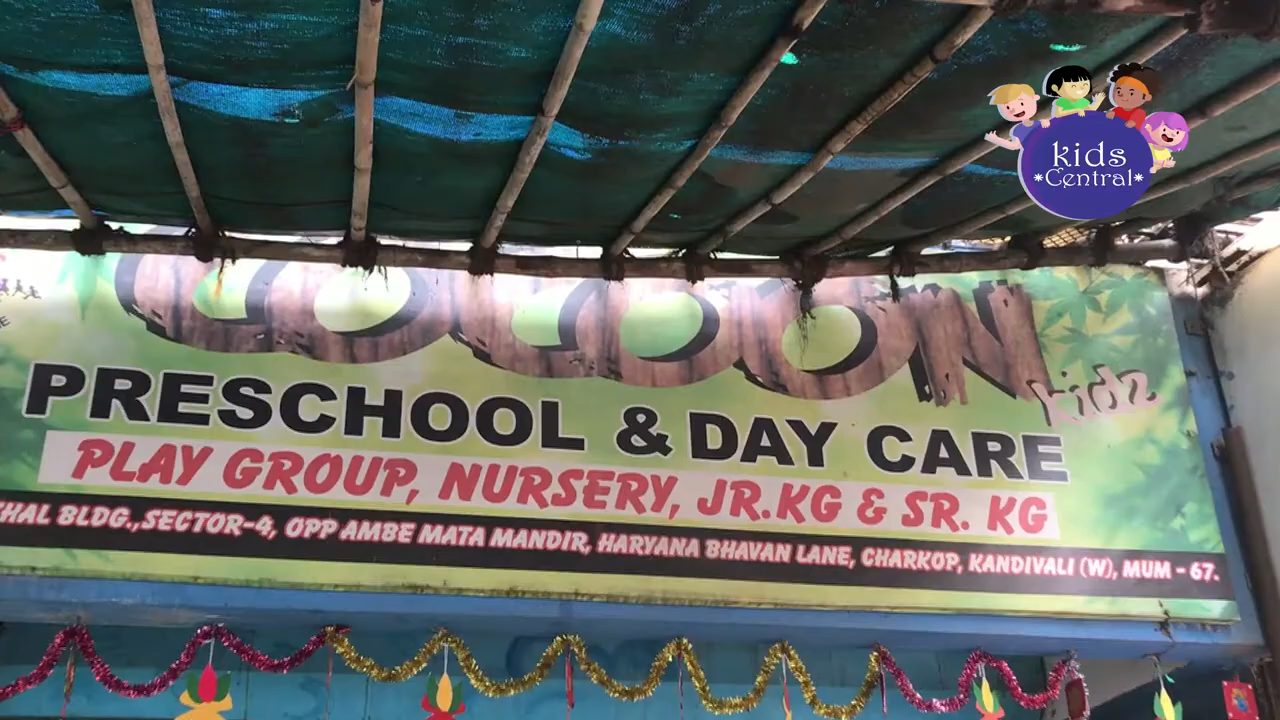 kids
*Central*
COCOON
kidz
PRESCHOOL & DAY CARE
PLAY GROUP, NURSERY, JR.KG & SR. KG
BLDG.,SECTOR-4, OPP AMBE MATA MANDIR, HARYANA BHAVAN LANE, CHARKOP, KANDIVALI (W), MUM - 67.